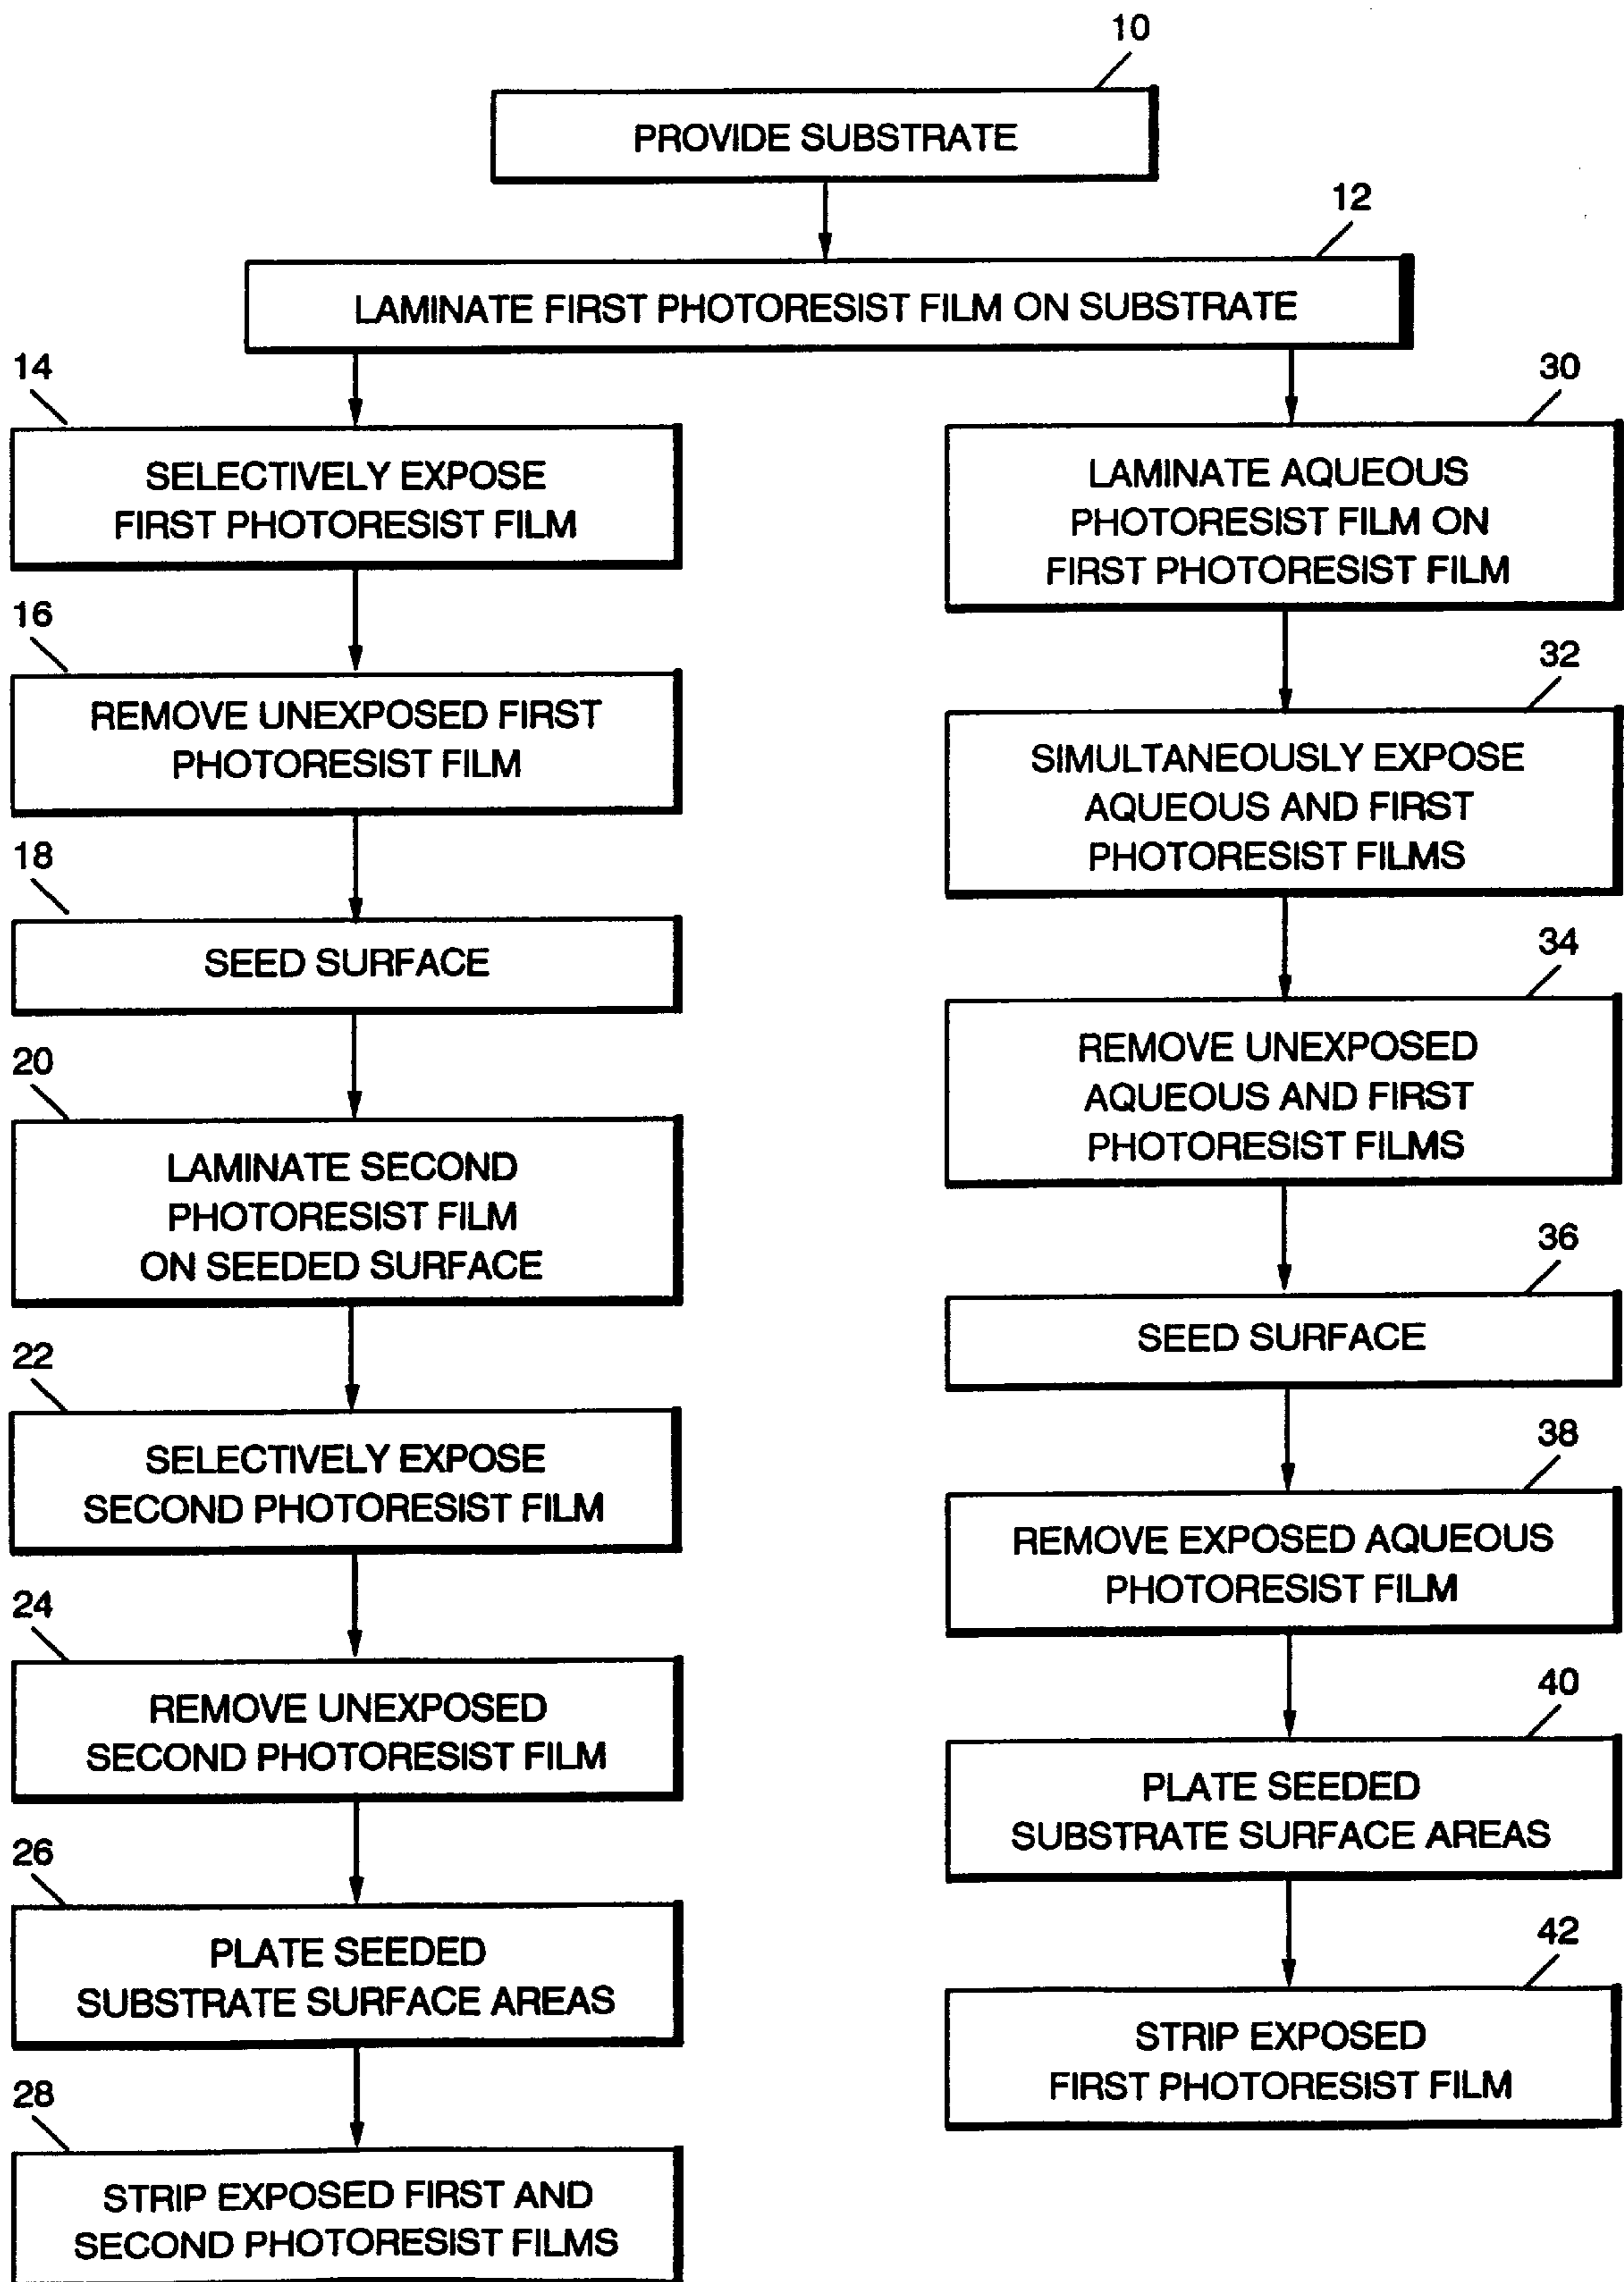 10
PROVIDE SUBSTRATE
12
LAMINATE FIRST PHOTORESIST FILM ON SUBSTRATE
14
SELECTIVELY EXPOSE
FIRST PHOTORESIST FILM
16
REMOVE UNEXPOSED FIRST
PHOTORESIST FILM
18
SEED SURFACE
20
LAMINATE SECOND
PHOTORESIST FILM
ON SEEDED SURFACE
22
SELECTIVELY EXPOSE
SECOND PHOTORESIST FILM
24
REMOVE UNEXPOSED
SECOND PHOTORESIST FILM
26
PLATE SEEDED
SUBSTRATE SURFACE AREAS
28
STRIP EXPOSED FIRST AND
SECOND PHOTORESIST FILMS
30
LAMINATE AQUEOUS
PHOTORESIST FILM ON
FIRST PHOTORESIST FILM
32
SIMULTANEOUSLY EXPOSE
AQUEOUS AND FIRST
PHOTORESIST FILMS
34
REMOVE UNEXPOSED
AQUEOUS AND FIRST
PHOTORESIST FILMS
36
SEED SURFACE
38
REMOVE EXPOSED AQUEOUS
PHOTORESIST FILM
40
PLATE SEEDED
SUBSTRATE SURFACE AREAS
42
STRIP EXPOSED
FIRST PHOTORESIST FILM